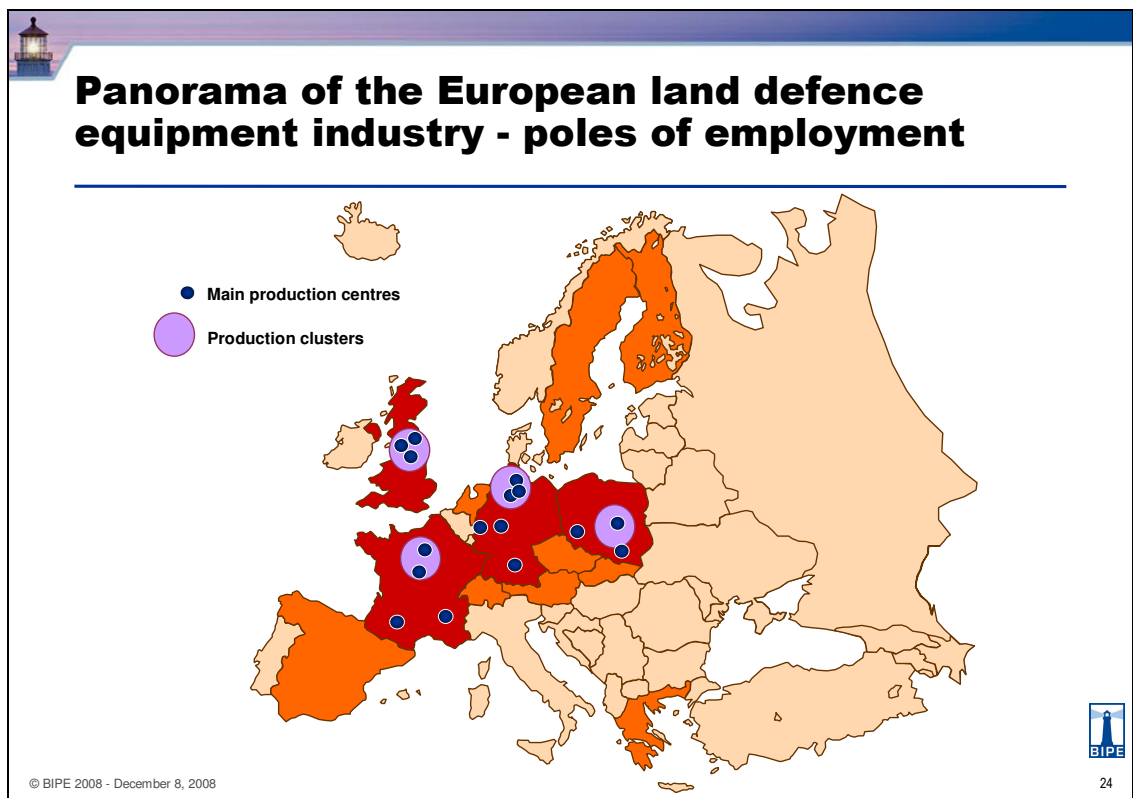 Panorama of the European land defence
equipment industry - poles of employment
Main production centres
Production clusters
BIPE
© BIPE 2008 - December 8, 2008
24